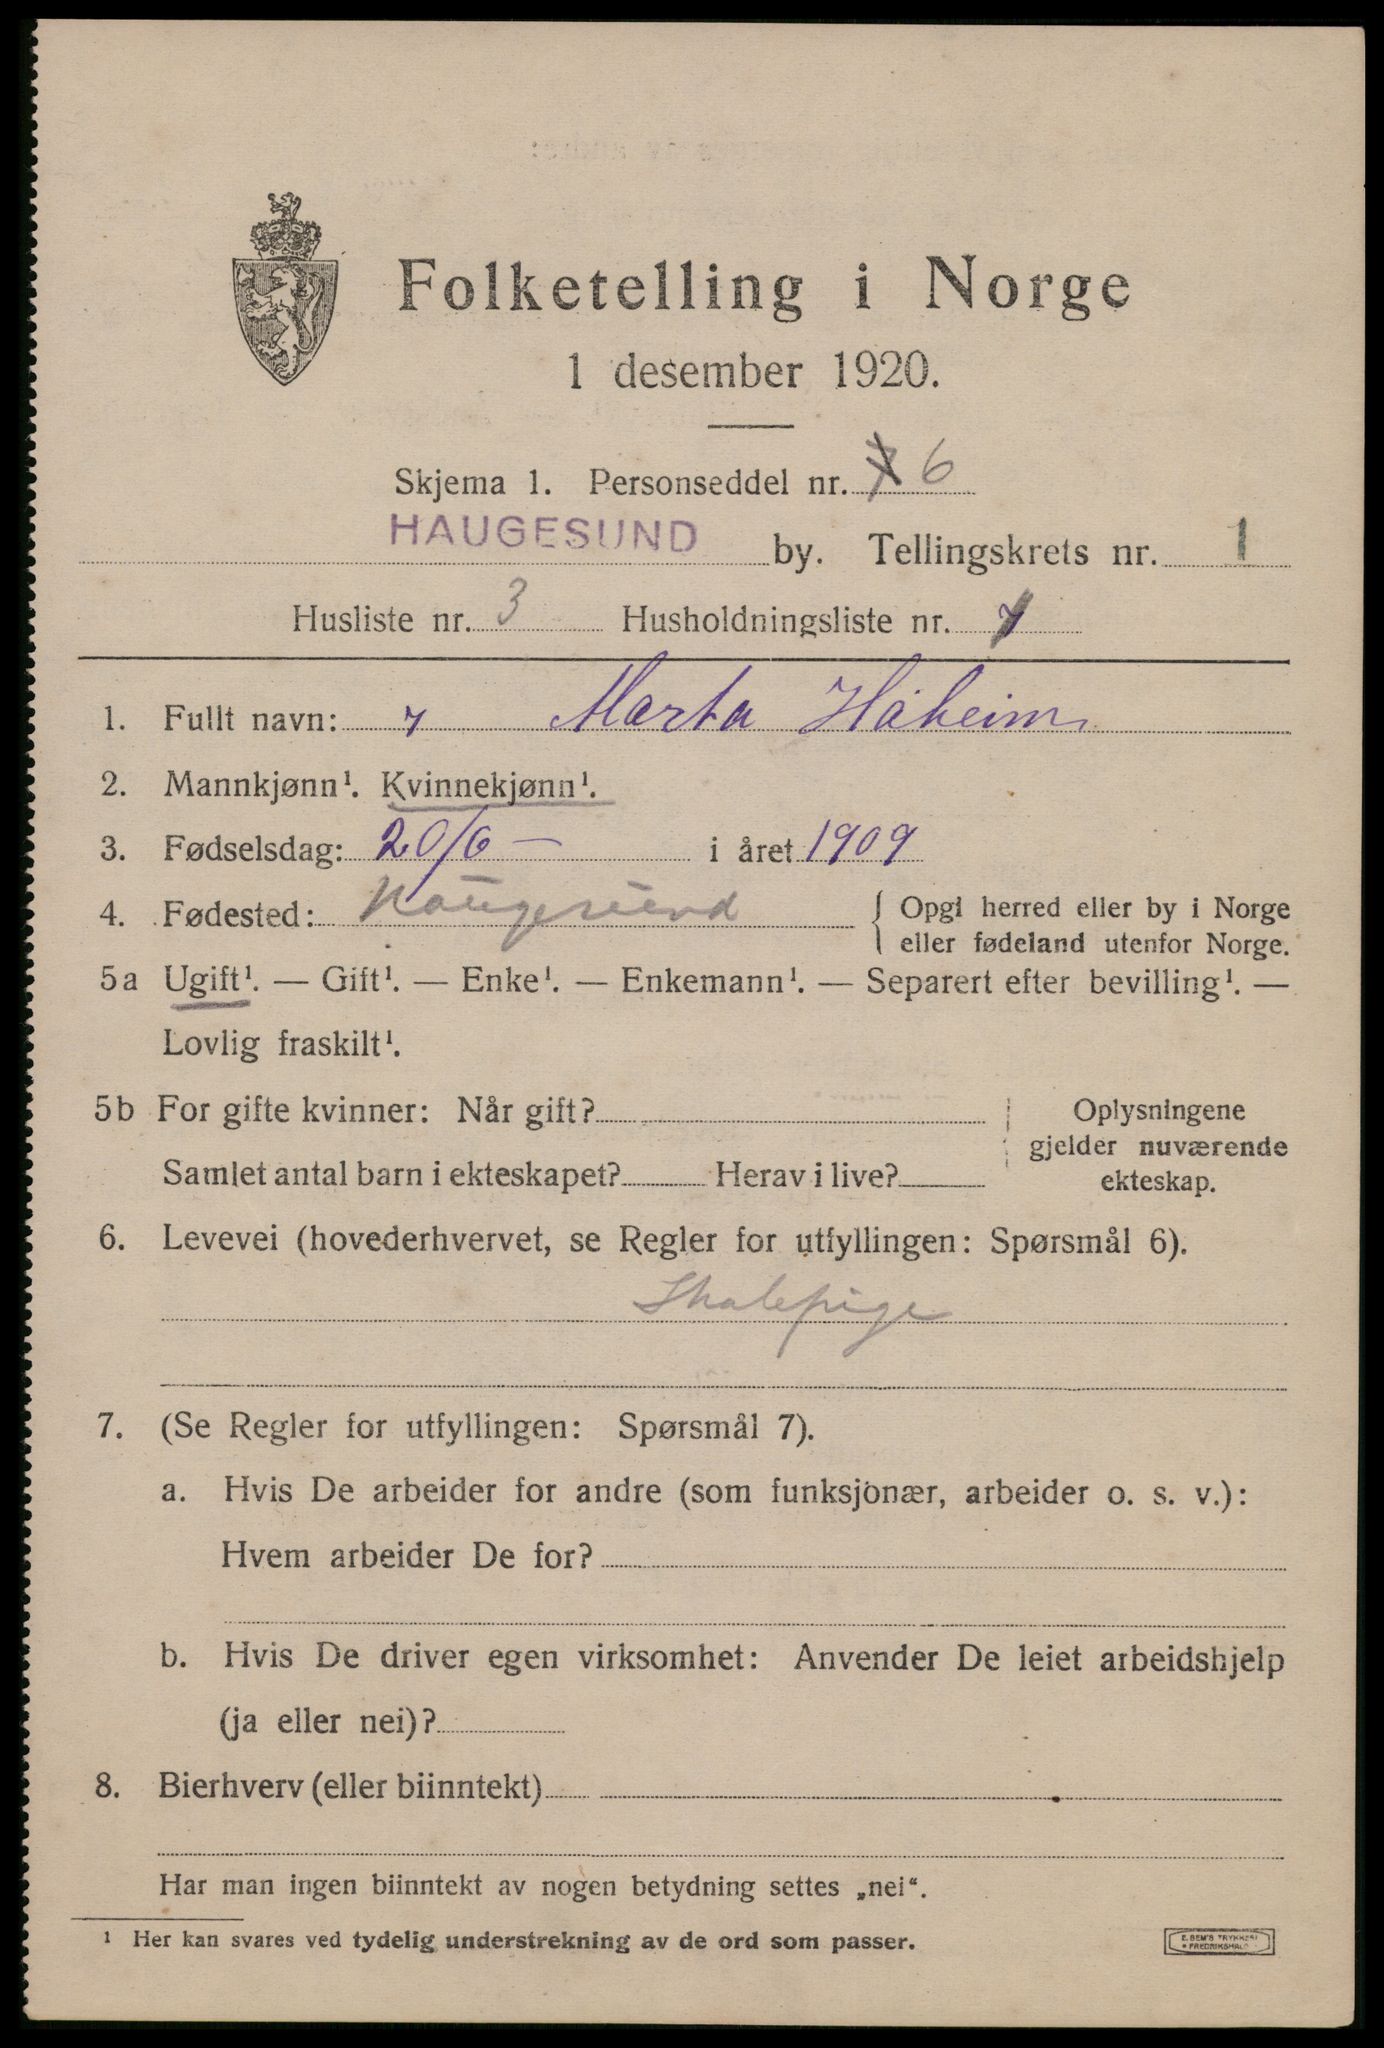 Folketelling i Norge
1 desember 1920.
Skjema 1. Personseddel nr. 6
HAUGESUND by. Tellingskrets nr. 1
Husliste nr. 3 Husholdningsliste nr. 1
1. Fullt navn: Marta Håheim
2. Mannkjønn¹. Kvinnekjønn¹.
3. Fødselsdag: 20/6 — i året 1909
4. Fødested: Haugesund { Opgi herred eller by i Norge
eller fødeland utenfor Norge.
5a Ugift¹. — Gift¹. — Enke¹. — Enkemann¹. — Separert efter bevilling¹. —
Lovlig fraskilt¹.
5b For gifte kvinner: Når gift?
Samlet antal barn i ekteskapet? Herav i live?
Oplysningene
gjelder nuværende
ekteskap.
6. Levevei (hovederhvervet, se Regler for utfyllingen: Spørsmål 6).
Skolepige
7. (Se Regler for utfyllingen: Spørsmål 7).
a. Hvis De arbeider for andre (som funksjonær, arbeider o. s. v.):
Hvem arbeider De for?
b. Hvis De driver egen virksomhet: Anvender De leiet arbeidshjelp
(ja eller nei)?
8. Bierhverv (eller biinntekt)
Har man ingen biinntekt av nogen betydning settes „nei“.
¹ Her kan svares ved tydelig understrekning av de ord som passer.
E. SEM'S TRYKKERI
FREDRIKSHALD